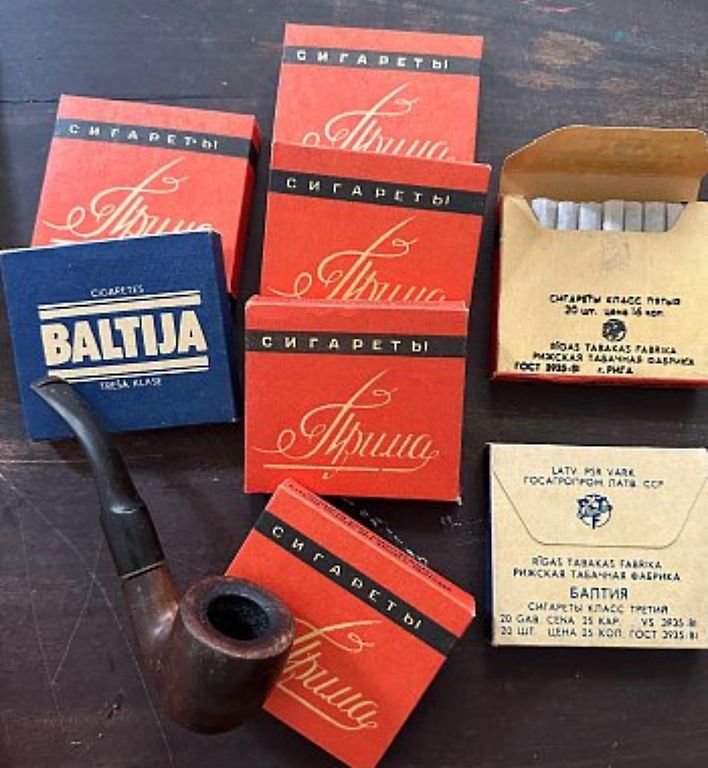 СИГАРЕТЫ
Прима
СИГАРЕТЫ
Прима
СИГАРЕТЫ
Прима
CIGARETES
BALTIJA
TREŠA KLASE
СИГАРЕТЫ
Прима
СИГАРЕТЫ
Прима
СИГАРЕТЫ КЛАСС ПЯТЫЙ
20 шт. цена 16 коп.
RĪGAS TABAKAS FABRIKA
РИЖСКАЯ ТАБАЧНАЯ ФАБРИКА
ГОСТ 3935-81 г. РИГА
LATV. PSR VARK
ГОСАГРОПРОМ ЛАТВ. ССР
RĪGAS TABAKAS FABRIKA
РИЖСКАЯ ТАБАЧНАЯ ФАБРИКА
БАЛТИЯ
СИГАРЕТЫ КЛАСС ТРЕТИЙ
20 GAB. CENA 25 KAP. VS 3935-81
20 ШТ. ЦЕНА 25 КОП. ГОСТ 3935-81